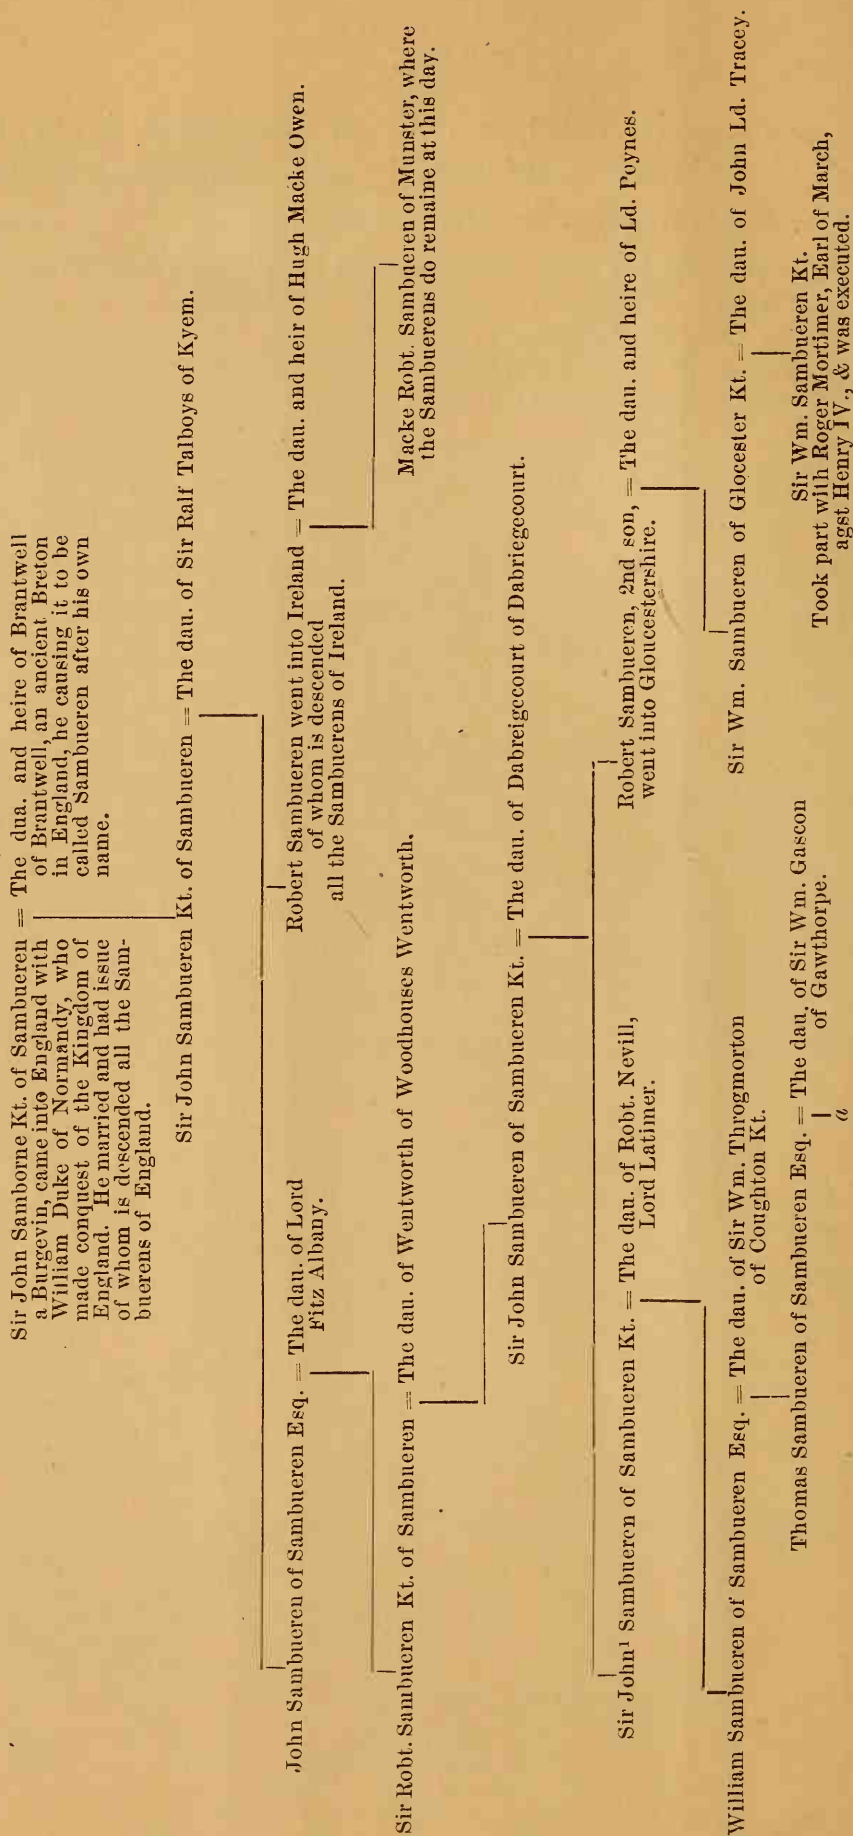 Sir John Samborne Kt. of Sambueren = The dua. and heire of Brantwell
a Burgevin, came into England with
William Duke of Normandy, who
made conquest of the Kingdom of
England. He married and had issue
of whom is descended all the Sam-
buerens of England.
of Brantwell, an ancient Breton
in England, he causing it to be
called Sambueren after his own
name.
Sir John Sambueren Kt. of Sambueren = The dau. of Sir Ralf Talboys of Kyem.
John Sambueren of Sambueren Esq. = The dau. of Lord
Fitz Albany.
Robert Sambueren went into Ireland = The dau. and heir of Hugh Macke Owen.
of whom is descended
all the Sambuerens of Ireland.
Sir Robt. Sambueren Kt. of Sambueren = The dau. of Wentworth of Woodhouses Wentworth.
Macke Robt. Sambueren of Munster, where
the Sambuerens do remaine at this day.
Sir John Sambueren of Sambueren Kt. = The dau. of Dabreigecourt of Dabriegecourt.
Sir John¹ Sambueren of Sambueren Kt. = The dau. of Robt. Nevill,
Lord Latimer.
Robert Sambueren, 2nd son, = The dau. and heire of Ld. Poynes.
went into Gloucestershire.
William Sambueren of Sambueren Esq. = The dau. of Sir Wm. Throgmorton
of Coughton Kt.
Sir Wm. Sambueren of Glocester Kt. = The dau. of John Ld. Tracey.
Thomas Sambueren of Sambueren Esq. = The dau. of Sir Wm. Gascon
of Gawthorpe.
a
Sir Wm. Sambueren Kt.
Took part with Roger Mortimer, Earl of March,
agst Henry IV., & was executed.